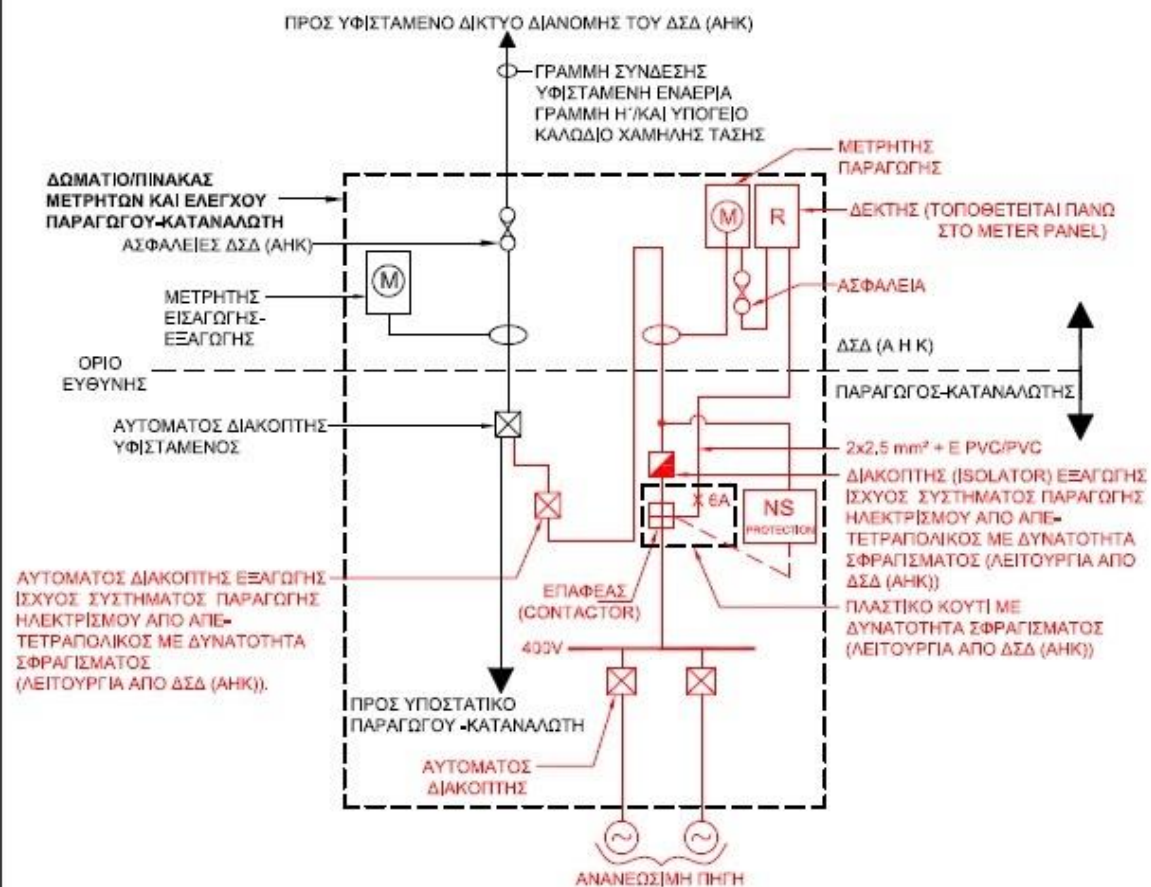 ΠΡΟΣ ΥΦΙΣΤΑΜΕΝΟ ΔΙΚΤΥΟ ΔΙΑΝΟΜΗΣ ΤΟΥ ΔΣΔ (ΑΗΚ)
ΓΡΑΜΜΗ ΣΥΝΔΕΣΗΣ
ΥΦΙΣΤΑΜΕΝΗ ΕΝΑΕΡΙΑ
ΓΡΑΜΜΗ Η΄/ΚΑΙ ΥΠΟΓΕΙΟ
ΚΑΛΩΔΙΟ ΧΑΜΗΛΗΣ ΤΑΣΗΣ
ΔΩΜΑΤΙΟ/ΠΙΝΑΚΑΣ
ΜΕΤΡΗΤΩΝ ΚΑΙ ΕΛΕΓΧΟΥ
ΠΑΡΑΓΩΓΟΥ-ΚΑΤΑΝΑΛΩΤΗ
ΑΣΦΑΛΕΙΕΣ ΔΣΔ (ΑΗΚ)
M
ΜΕΤΡΗΤΗΣ
ΕΙΣΑΓΩΓΗΣ-
ΕΞΑΓΩΓΗΣ
ΜΕΤΡΗΤΗΣ
ΠΑΡΑΓΩΓΗΣ
M
R
ΔΕΚΤΗΣ (ΤΟΠΟΘΕΤΕΙΤΑΙ ΠΑΝΩ
ΣΤΟ METER PANEL)
ΑΣΦΑΛΕΙΑ
ΟΡΙΟ
ΕΥΘΥΝΗΣ
ΔΣΔ (Α Η Κ)
ΠΑΡΑΓΩΓΟΣ-ΚΑΤΑΝΑΛΩΤΗΣ
ΑΥΤΟΜΑΤΟΣ ΔΙΑΚΟΠΤΗΣ
ΥΦΙΣΤΑΜΕΝΟΣ
2x2,5 mm² + E PVC/PVC
ΔΙΑΚΟΠΤΗΣ (ISOLATOR) ΕΞΑΓΩΓΗΣ
ΙΣΧΥΟΣ ΣΥΣΤΗΜΑΤΟΣ ΠΑΡΑΓΩΓΗΣ
ΗΛΕΚΤΡΙΣΜΟΥ ΑΠΟ ΑΠΕ-
ΤΕΤΡΑΠΟΛΙΚΟΣ ΜΕ ΔΥΝΑΤΟΤΗΤΑ
ΣΦΡΑΓΙΣΜΑΤΟΣ (ΛΕΙΤΟΥΡΓΙΑ ΑΠΟ
ΔΣΔ (ΑΗΚ))
6A
NS
PROTECTION
ΕΠΑΦΕΑΣ
(CONTACTOR)
ΠΛΑΣΤΙΚΟ ΚΟΥΤΙ ΜΕ
ΔΥΝΑΤΟΤΗΤΑ ΣΦΡΑΓΙΣΜΑΤΟΣ
(ΛΕΙΤΟΥΡΓΙΑ ΑΠΟ ΔΣΔ (ΑΗΚ))
ΑΥΤΟΜΑΤΟΣ ΔΙΑΚΟΠΤΗΣ ΕΞΑΓΩΓΗΣ
ΙΣΧΥΟΣ ΣΥΣΤΗΜΑΤΟΣ ΠΑΡΑΓΩΓΗΣ
ΗΛΕΚΤΡΙΣΜΟΥ ΑΠΟ ΑΠΕ-
ΤΕΤΡΑΠΟΛΙΚΟΣ ΜΕ ΔΥΝΑΤΟΤΗΤΑ
ΣΦΡΑΓΙΣΜΑΤΟΣ
(ΛΕΙΤΟΥΡΓΙΑ ΑΠΟ ΔΣΔ (ΑΗΚ)).
400V
ΠΡΟΣ ΥΠΟΣΤΑΤΙΚΟ
ΠΑΡΑΓΩΓΟΥ -ΚΑΤΑΝΑΛΩΤΗ
ΑΥΤΟΜΑΤΟΣ
ΔΙΑΚΟΠΤΗΣ
ΑΝΑΝΕΩΣΙΜΗ ΠΗΓΗ